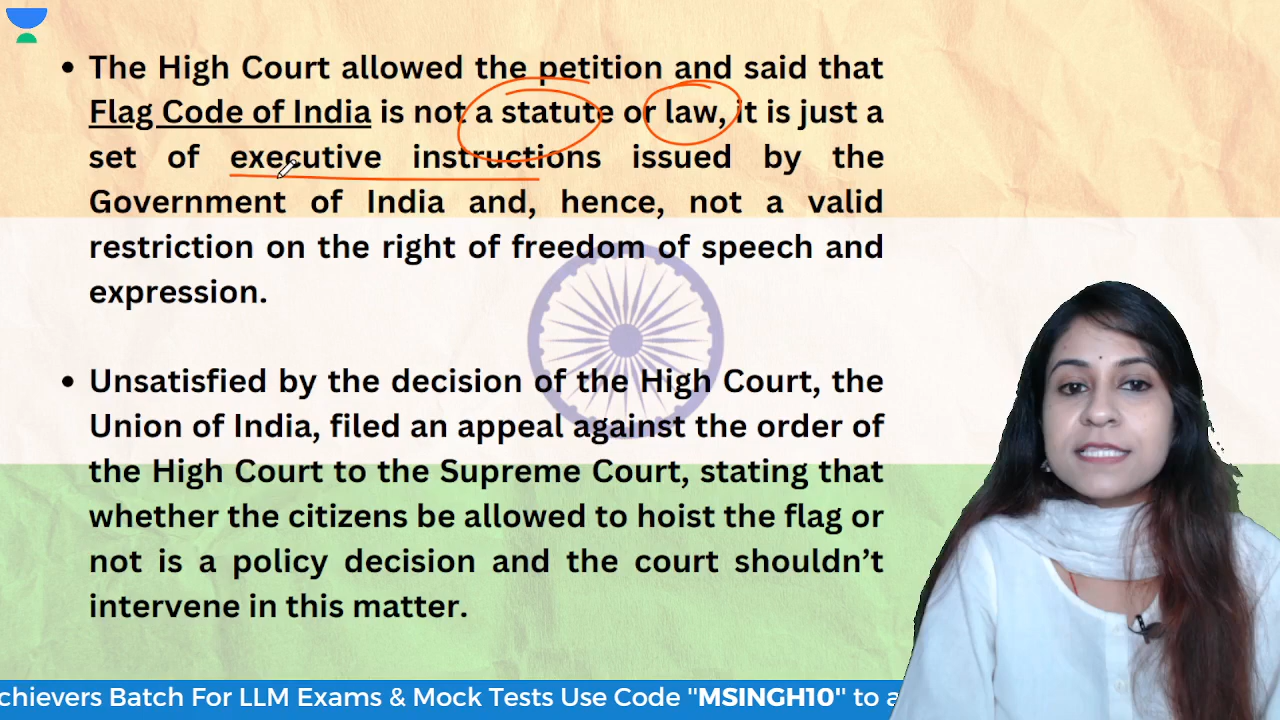 • The High Court allowed the petition and said that
Flag Code of India is not a statute or law, it is just a
set of executive instructions issued by the
Government of India and, hence, not a valid
restriction on the right of freedom of speech and
expression.
• Unsatisfied by the decision of the High Court, the
Union of India, filed an appeal against the order of
the High Court to the Supreme Court, stating that
whether the citizens be allowed to hoist the flag or
not is a policy decision and the court shouldn’t
intervene in this matter.
chievers Batch For LLM Exams & Mock Tests Use Code "MSINGH10" to a